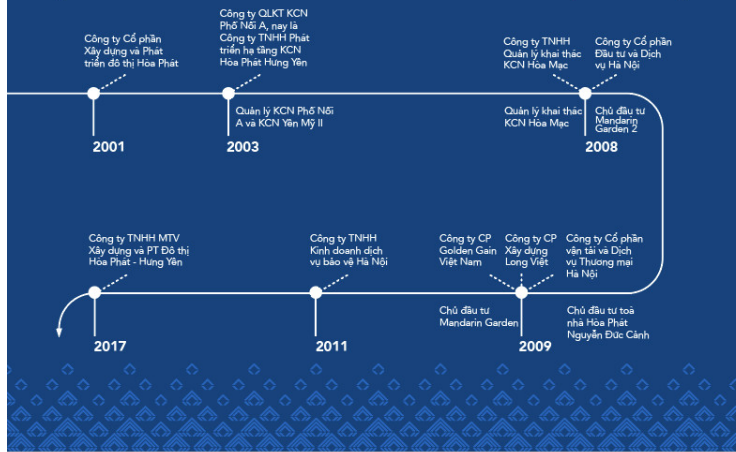 Công ty Cổ phần
Xây dựng và Phát
triển đô thị Hòa Phát
2001
Công ty QLKT KCN
Phố Nối A, nay là
Công ty TNHH Phát
triển hạ tầng KCN
Hòa Phát Hưng Yên
Quản lý KCN Phố Nối
A và KCN Yên Mỹ II
2003
Công ty TNHH
Quản lý khai thác
KCN Hòa Mạc
Công ty Cổ phần
Đầu tư và Dịch
vụ Hà Nội
Quản lý khai thác
KCN Hòa Mạc
Chủ đầu tư
Mandarin
Garden 2
2008
Công ty TNHH MTV
Xây dựng và PT Đô thị
Hòa Phát - Hưng Yên
2017
Công ty TNHH
Kinh doanh dịch
vụ bảo vệ Hà Nội
2011
Công ty CP
Golden Gain
Việt Nam
Công ty CP
Xây dựng
Long Việt
Công ty Cổ phần
vận tải và Dịch
vụ Thương mại
Hà Nội
Chủ đầu tư
Mandarin Garden
Chủ đầu tư toà
nhà Hòa Phát
Nguyễn Đức Cảnh
2009